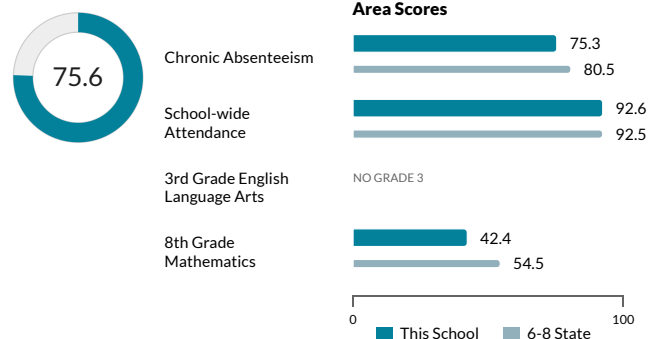 Area Scores
75.6
Chronic Absenteeism
75.3
80.5
School-wide
Attendance
92.6
92.5
3rd Grade English
Language Arts
NO GRADE 3
8th Grade
Mathematics
42.4
54.5
0
100
This School
6-8 State